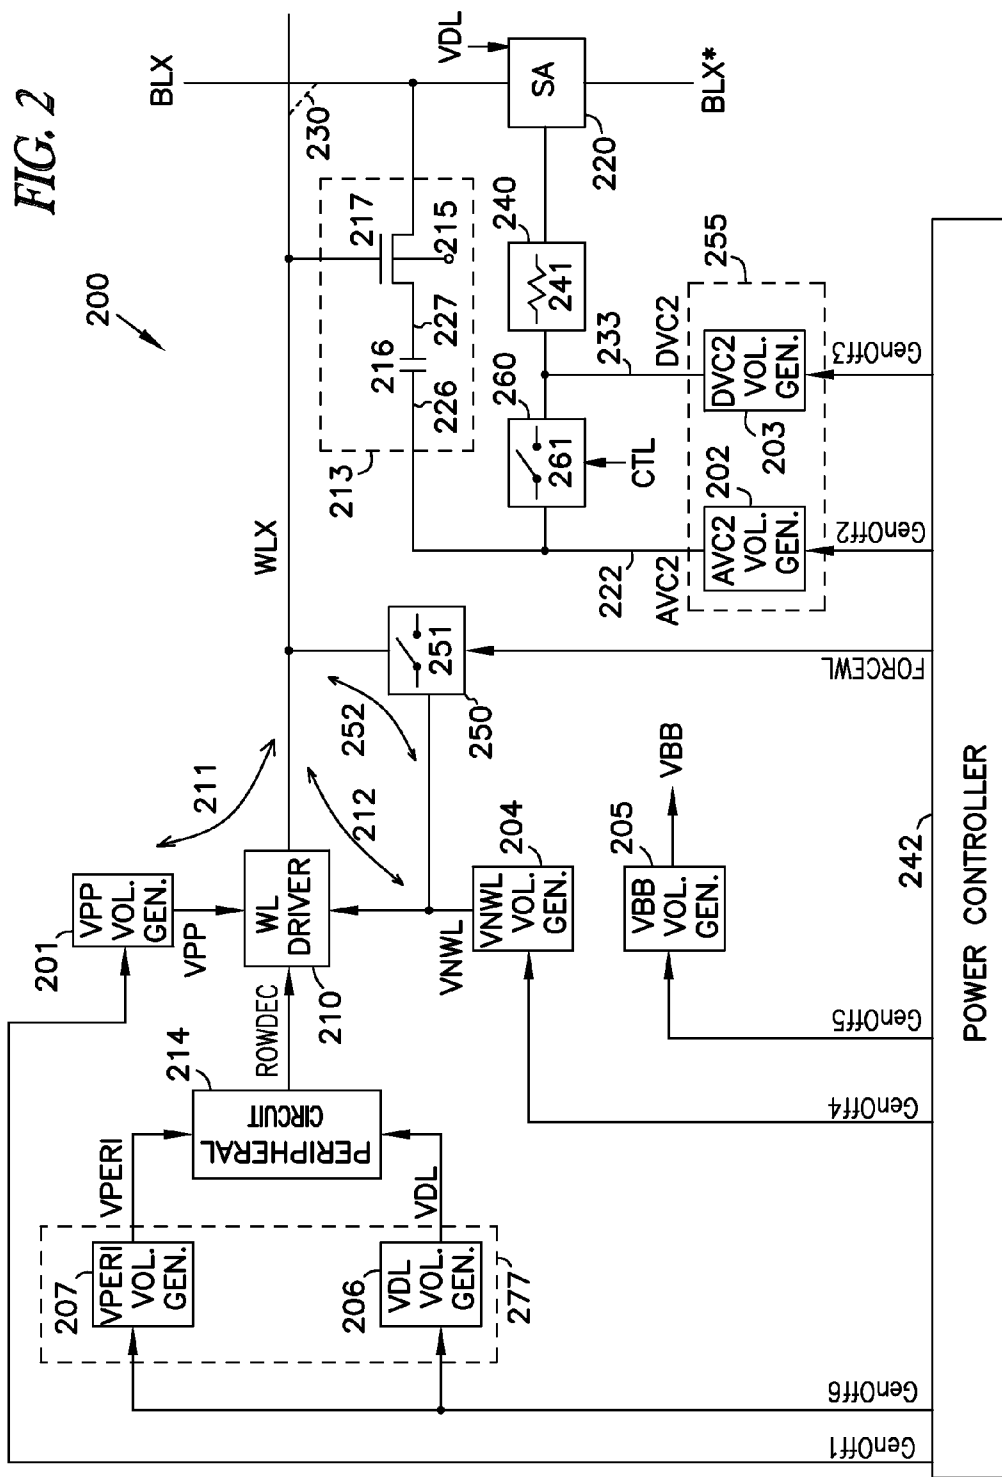 FIG. 2
200
BLX
230
VDL
SA
220
BLX*
WLX
217
215
216
227
226
213
240
241
233
260
261
CTL
222
DVC2
AVC2
255
DVC2
VOL.
GEN.
203
202
AVC2
VOL.
GEN.
GenOff3
GenOff2
211
212
252
251
250
FORCEWL
201
VPP
VOL.
GEN.
VPP
WL
DRIVER
210
ROWDEC
214
PERIPHERAL
CIRCUIT
VNWL
204
VNWL
VOL.
GEN.
205
VBB
VOL.
GEN.
VBB
VPERI
VDL
207
VPERI
VOL.
GEN.
206
VDL
VOL.
GEN.
277
GenOff5
GenOff4
GenOff6
GenOff1
242
POWER CONTROLLER